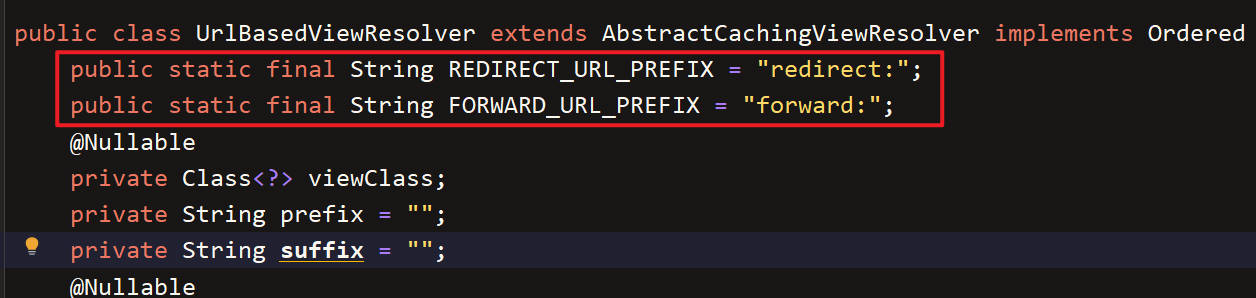 public class UrlBasedViewResolver extends AbstractCachingViewResolver implements Ordered
public static final String REDIRECT_URL_PREFIX = "redirect:";
public static final String FORWARD_URL_PREFIX = "forward:";
@Nullable
private Class<?> viewClass;
private String prefix = "";
private String suffix = "";
@Nullable